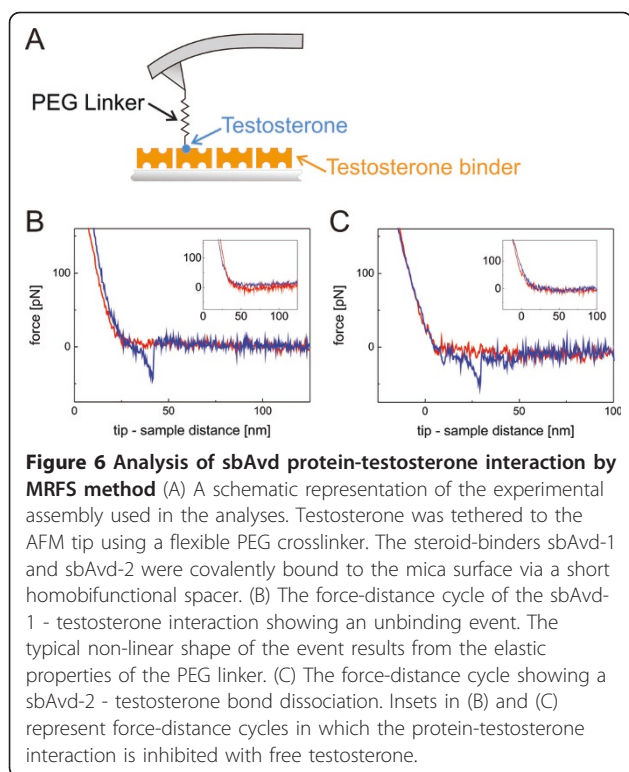 A
PEG Linker
Testosterone
Testosterone binder
B
C
100
0
force [pN]
0
50
100
tip - sample distance [nm]
100
0
0
50
100
100
0
force [pN]
0
50
100
tip - sample distance [nm]
100
0
0
50
100
Figure 6 Analysis of sbAvd protein-testosterone interaction by
MRFS method (A) A schematic representation of the experimental
assembly used in the analyses. Testosterone was tethered to the
AFM tip using a flexible PEG crosslinker. The steroid-binders sbAvd-1
and sbAvd-2 were covalently bound to the mica surface via a short
homobifunctional spacer. (B) The force-distance cycle of the sbAvd-
1 - testosterone interaction showing an unbinding event. The
typical non-linear shape of the event results from the elastic
properties of the PEG linker. (C) The force-distance cycle showing a
sbAvd-2 - testosterone bond dissociation. Insets in (B) and (C)
represent force-distance cycles in which the protein-testosterone
interaction is inhibited with free testosterone.